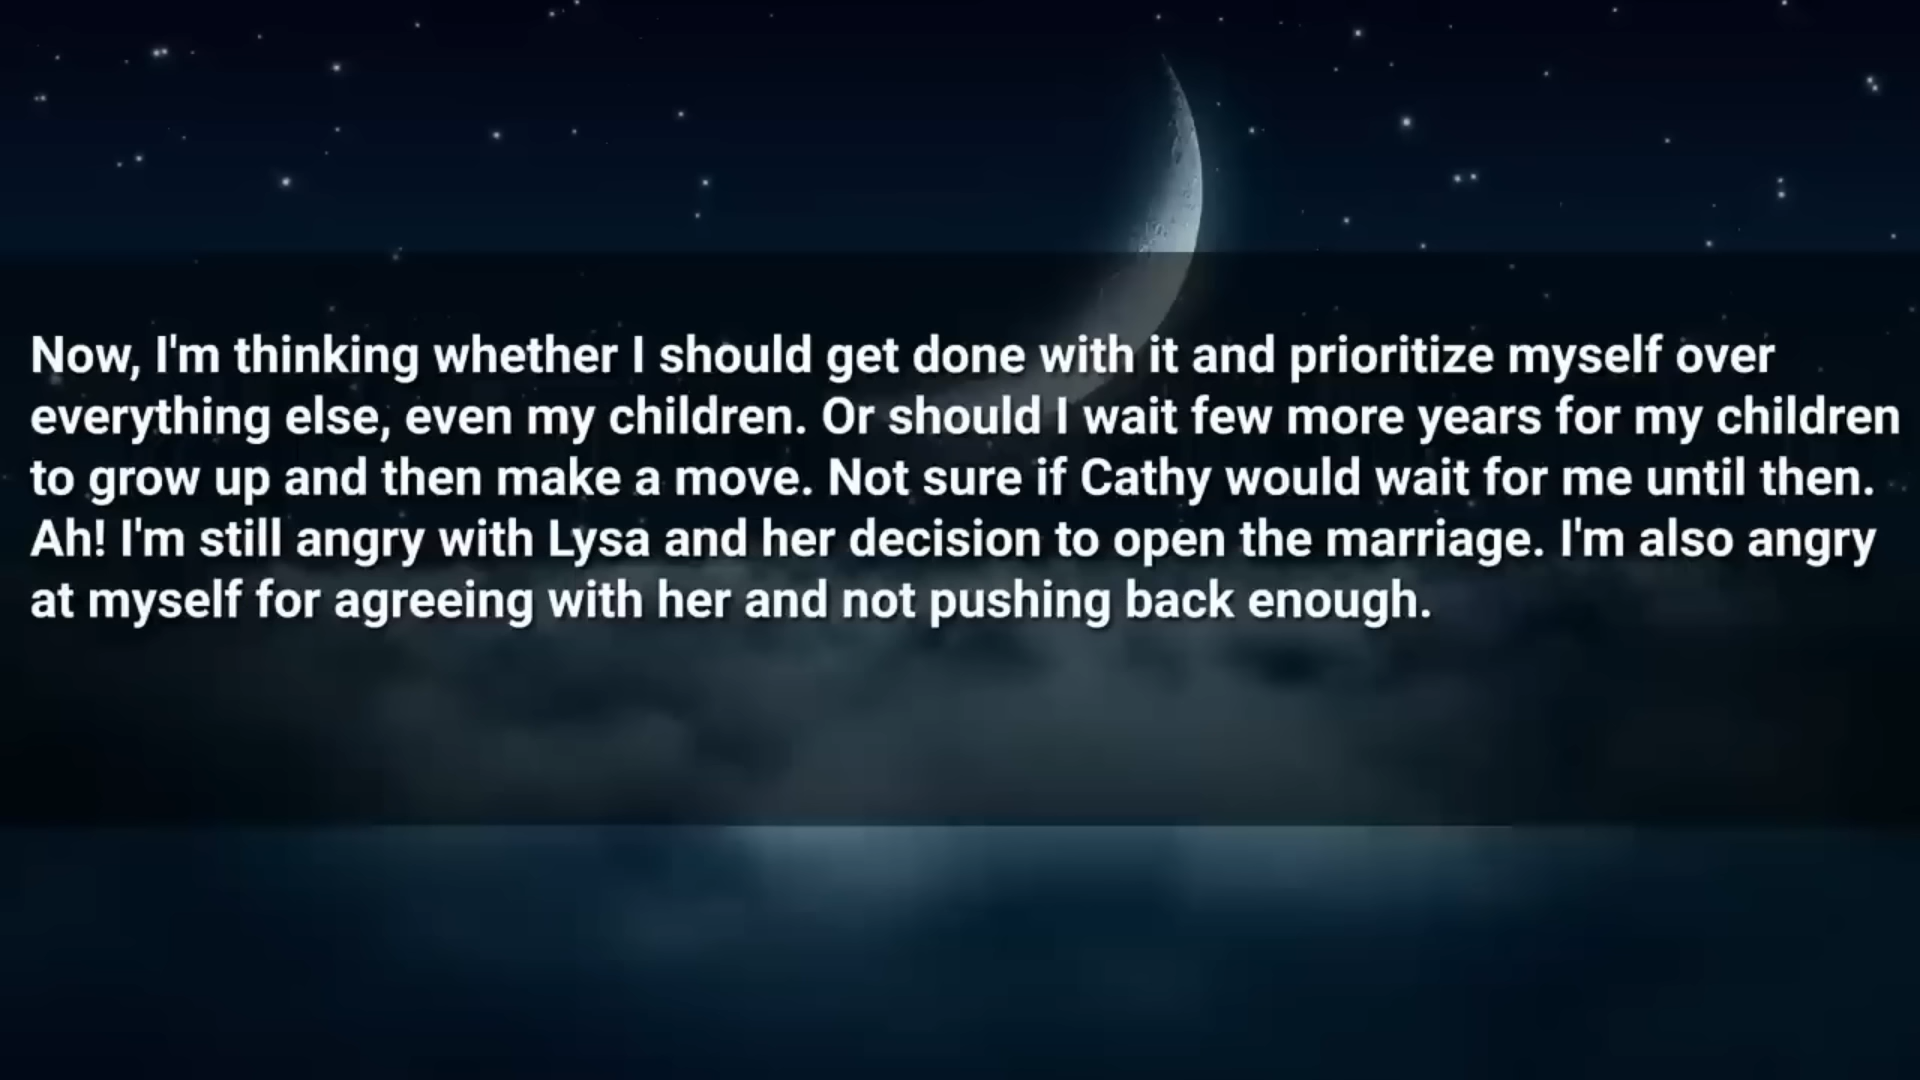 Now, I'm thinking whether I should get done with it and prioritize myself over
everything else, even my children. Or should I wait few more years for my children
to grow up and then make a move. Not sure if Cathy would wait for me until then.
Ah! I'm still angry with Lysa and her decision to open the marriage. I'm also angry
at myself for agreeing with her and not pushing back enough.